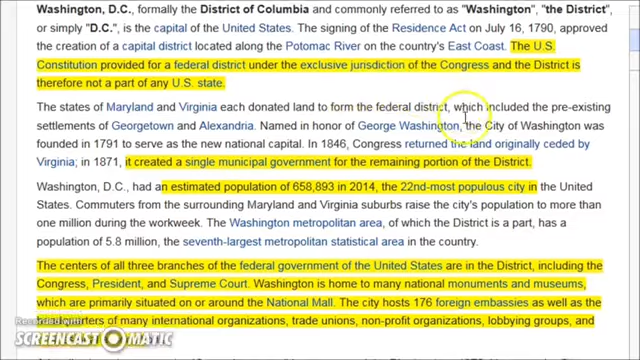 Washington, D.C., formally the District of Columbia and commonly referred to as "Washington", "the District",
or simply "D.C.", is the capital of the United States. The signing of the Residence Act on July 16, 1790, approved
the creation of a capital district located along the Potomac River on the country's East Coast. The U.S.
Constitution provided for a federal district under the exclusive jurisdiction of the Congress and the District is
therefore not a part of any U.S. state.
The states of Maryland and Virginia each donated land to form the federal district, which included the pre-existing
settlements of Georgetown and Alexandria. Named in honor of George Washington, the City of Washington was
founded in 1791 to serve as the new national capital. In 1846, Congress returned the land originally ceded by
Virginia; in 1871, it created a single municipal government for the remaining portion of the District.
Washington, D.C., had an estimated population of 658,893 in 2014, the 22nd-most populous city in the United
States. Commuters from the surrounding Maryland and Virginia suburbs raise the city's population to more than
one million during the workweek. The Washington metropolitan area, of which the District is a part, has a
population of 5.8 million, the seventh-largest metropolitan statistical area in the country.
The centers of all three branches of the federal government of the United States are in the District, including the
Congress, President, and Supreme Court. Washington is home to many national monuments and museums,
which are primarily situated on or around the National Mall. The city hosts 176 foreign embassies as well as the
of many international organizations, trade unions, non-profit organizations, lobbying groups, and
Recorded with
SCREENCAST MATIC